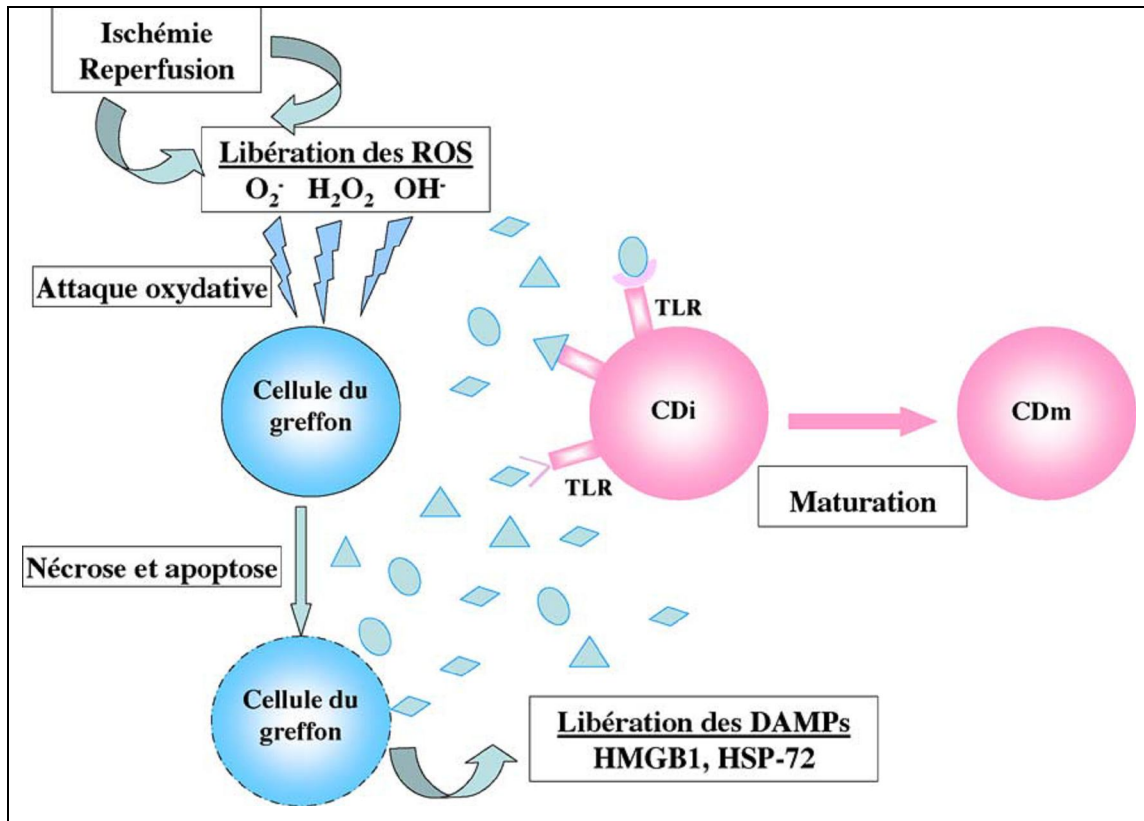 Ischémie
Reperfusion
Libération des ROS
O₂· H₂O₂ OH·
Attaque oxydative
Cellule du
greffon
TLR
CDi
CDm
TLR
Maturation
Nécrose et apoptose
Cellule du
greffon
Libération des DAMPs
HMGB1, HSP-72